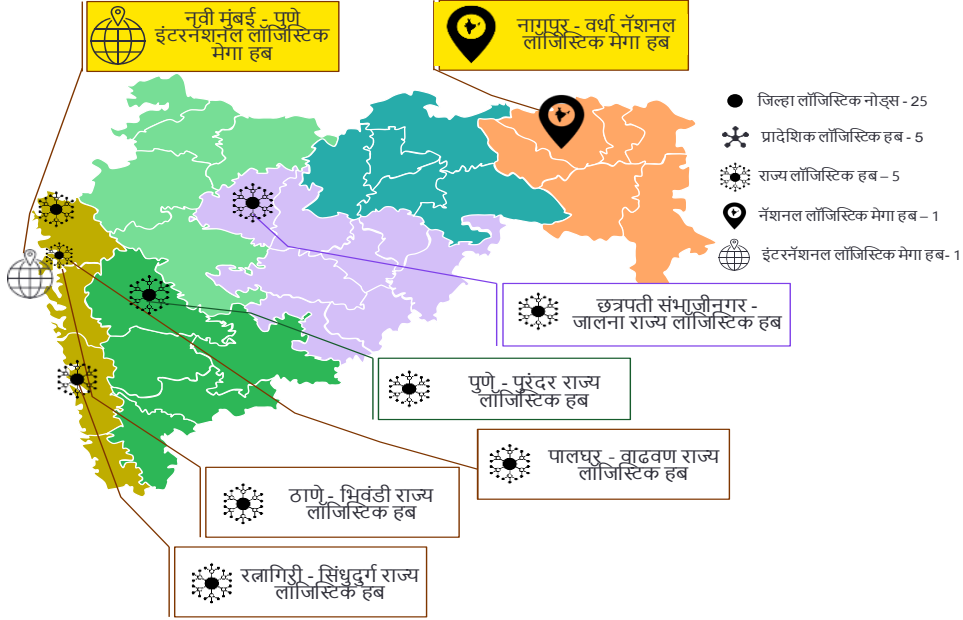 नवी मुंबई - पुणे
इंटरनॅशनल लॉजिस्टिक
मेगा हब
नागपूर - वर्धा नॅशनल
लॉजिस्टिक मेगा हब
जिल्हा लॉजिस्टिक नोड्स - 25
प्रादेशिक लॉजिस्टिक हब - 5
राज्य लॉजिस्टिक हब – 5
नॅशनल लॉजिस्टिक मेगा हब – 1
इंटरनॅशनल लॉजिस्टिक मेगा हब- 1
छत्रपती संभाजीनगर -
जालना राज्य लॉजिस्टिक हब
पुणे - पुरंदर राज्य
लॉजिस्टिक हब
पालघर - वाढवण राज्य
लॉजिस्टिक हब
ठाणे - भिवंडी राज्य
लॉजिस्टिक हब
रत्नागिरी - सिंधुदुर्ग राज्य
लॉजिस्टिक हब